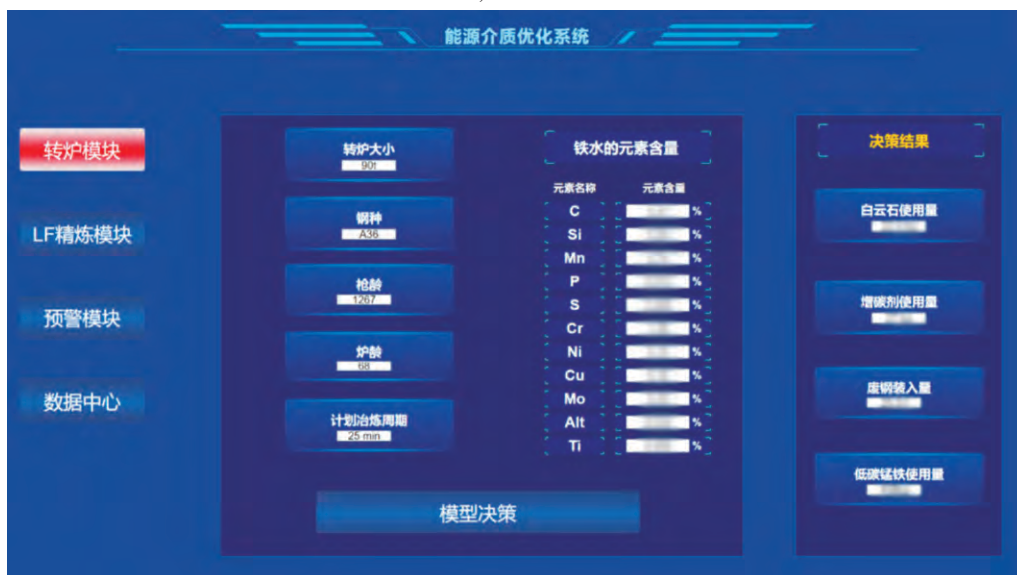 能源介质优化系统
转炉模块
LF精炼模块
预警模块
数据中心
转炉大小
90t
钢种
A36
枪龄
1267
炉龄
68
计划冶炼周期
25 min
铁水的元素含量
元素名称 元素含量
C %
Si %
Mn %
P %
S %
Cr %
Ni %
Cu %
Mo %
Alt %
Ti %
模型决策
决策结果
白云石使用量
增碳剂使用量
废钢装入量
低碳锰铁使用量